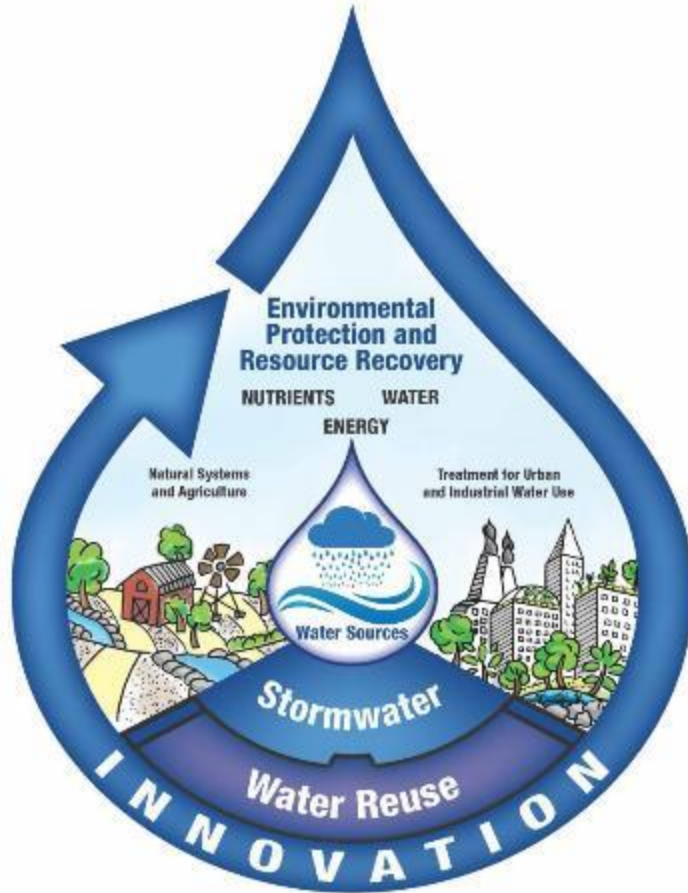 Environmental
Protection and
Resource Recovery
NUTRIENTS WATER
ENERGY
Natural Systems
and Agriculture
Treatment for Urban
and Industrial Water Use
Water Sources
Stormwater
Water Reuse
INNOVATION